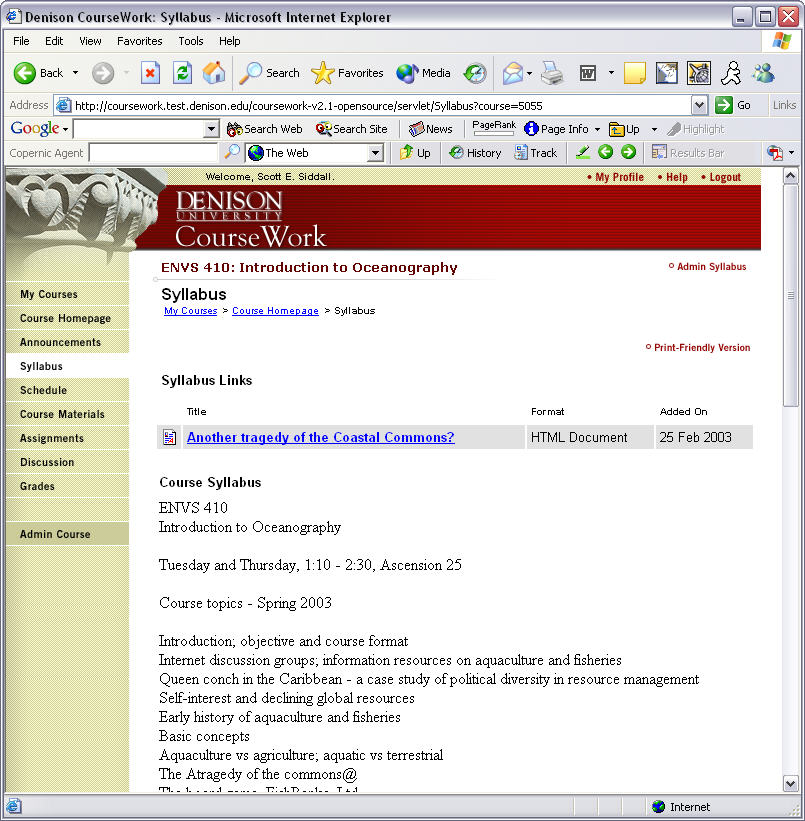 Denison CourseWork: Syllabus - Microsoft Internet Explorer
File Edit View Favorites Tools Help
Back Search Favorites Media
Address http://coursework.test.denison.edu/coursework-v2.1-opensource/servlet/Syllabus?course=5055 Go Links
Google Search Web Search Site News PageRank Page Info Up Highlight
Copernic Agent The Web Up History Track Results Bar
Welcome, Scott E. Siddall. • My Profile • Help • Logout
DENISON
UNIVERSITY
CourseWork
ENVS 410: Introduction to Oceanography Admin Syllabus
Syllabus
My Courses > Course Homepage > Syllabus
My Courses
Course Homepage
Announcements
Syllabus
Schedule
Course Materials
Assignments
Discussion
Grades
Admin Course
Print-Friendly Version
Syllabus Links
Title Format Added On
Another tragedy of the Coastal Commons? HTML Document 25 Feb 2003
Course Syllabus
ENVS 410
Introduction to Oceanography
Tuesday and Thursday, 1:10 - 2:30, Ascension 25
Course topics - Spring 2003
Introduction; objective and course format
Internet discussion groups; information resources on aquaculture and fisheries
Queen conch in the Caribbean - a case study of political diversity in resource management
Self-interest and declining global resources
Early history of aquaculture and fisheries
Basic concepts
Aquaculture vs agriculture; aquatic vs terrestrial
The Atragedy of the commons@
The board game, FishBanks, Ltd.
Internet